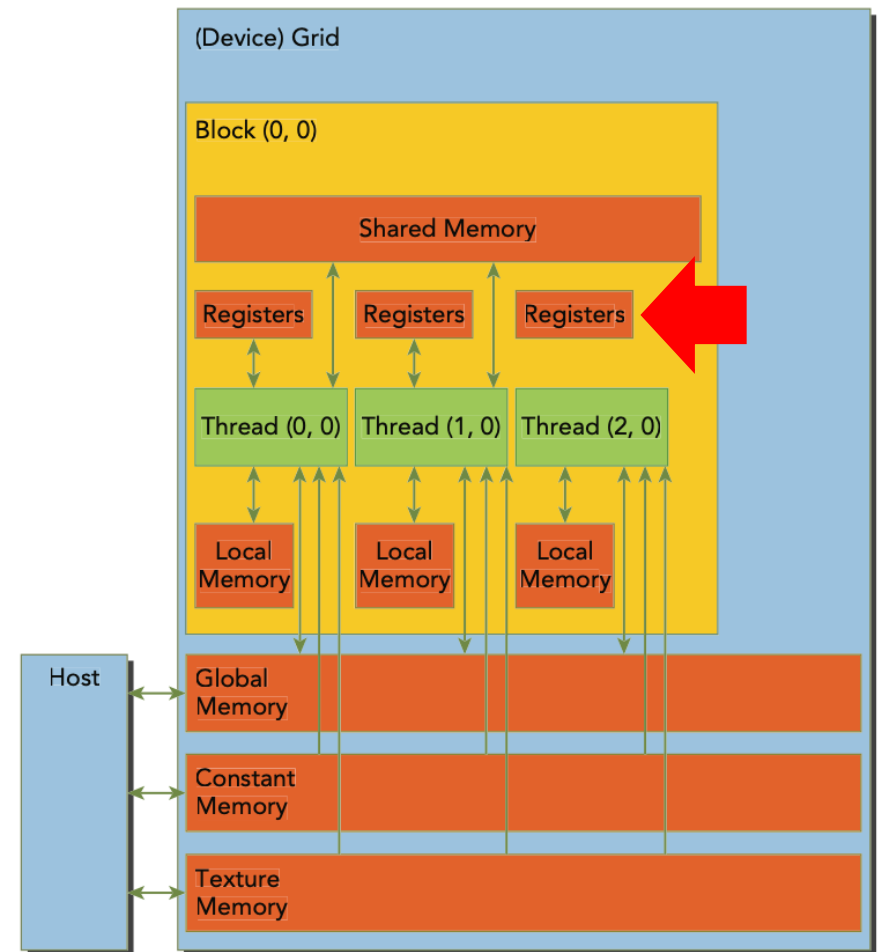 (Device) Grid
Block (0, 0)
Shared Memory
Registers
Registers
Registers
Thread (0, 0)
Thread (1, 0)
Thread (2, 0)
Local
Memory
Local
Memory
Local
Memory
Host
Global
Memory
Constant
Memory
Texture
Memory